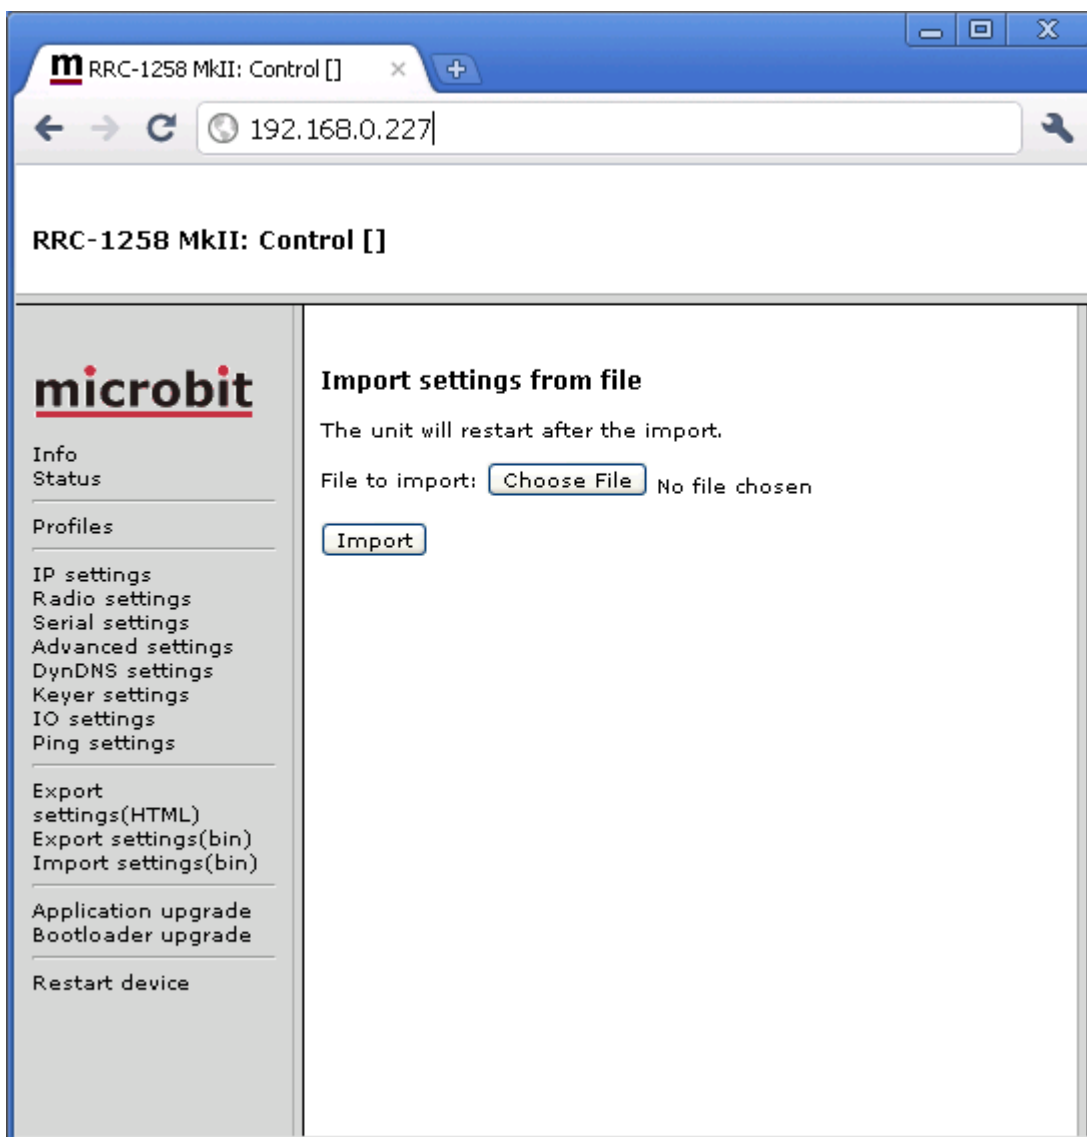 m RRC-1258 MkII: Control []
192.168.0.227
RRC-1258 MkII: Control []
microbit
Info
Status
Profiles
IP settings
Radio settings
Serial settings
Advanced settings
DynDNS settings
Keyer settings
IO settings
Ping settings
Export
settings(HTML)
Export settings(bin)
Import settings(bin)
Application upgrade
Bootloader upgrade
Restart device
Import settings from file
The unit will restart after the import.
File to import: Choose File No file chosen
Import